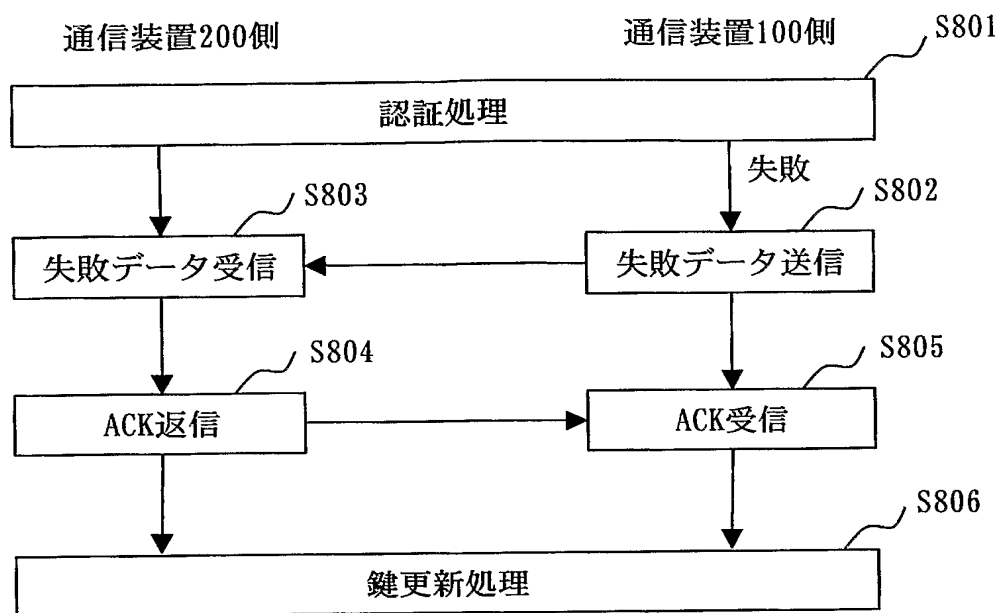 通信装置200側
通信装置100側
S801
認証処理
失敗
S803
S802
失敗データ受信
失敗データ送信
S804
S805
ACK返信
ACK受信
S806
鍵更新処理